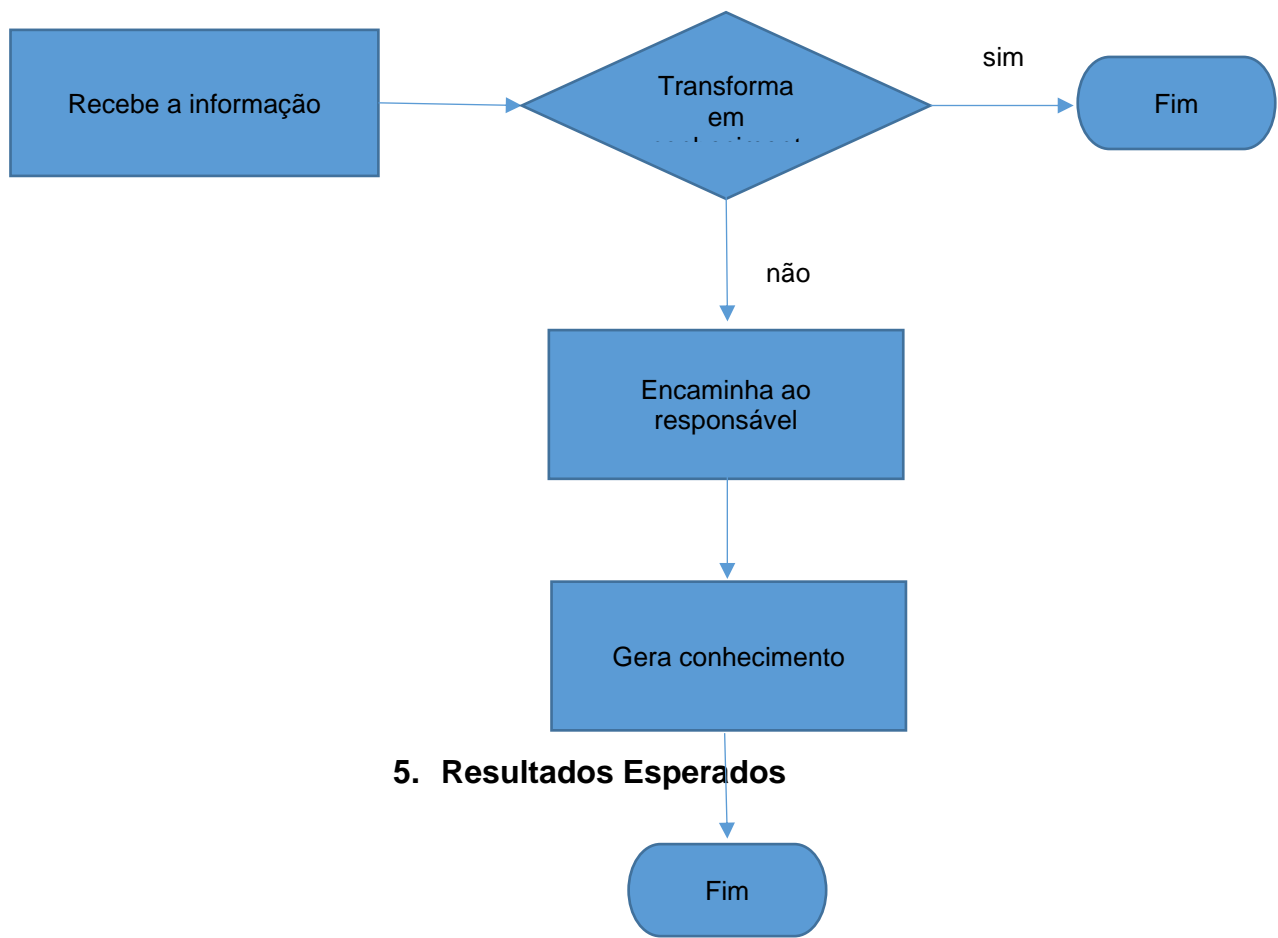 Recebe a informação
Transforma
em
sim
Fim
não
Encaminha ao
responsável
Gera conhecimento
5. Resultados Esperados
Fim